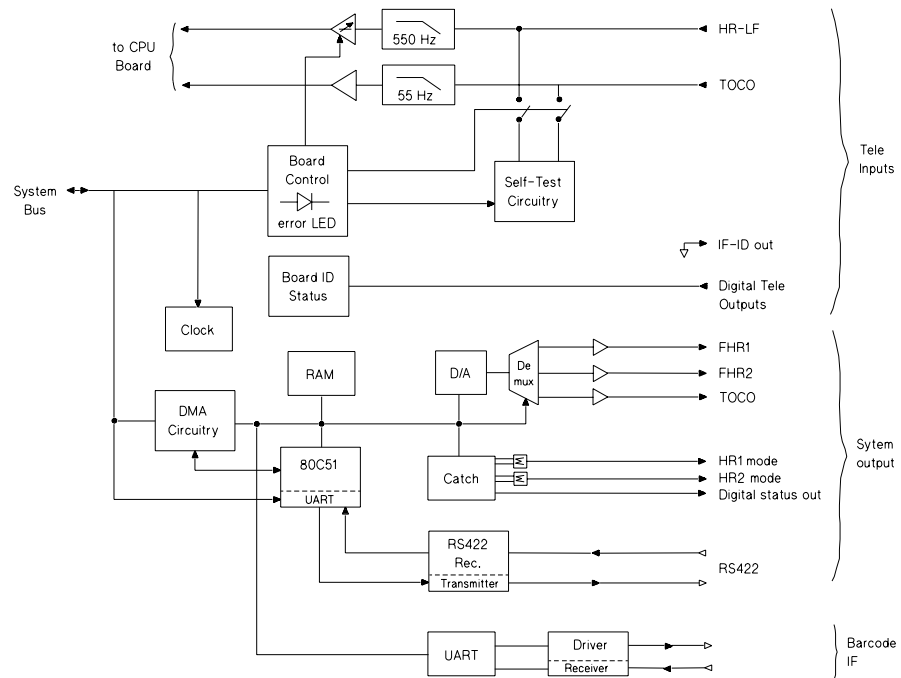 HR-LF
550 Hz
to CPU
Board
TOCO
55 Hz
Tele
Inputs
Board
Control
error LED
Self-Test
Circuitry
System
Bus
IF-ID out
Board ID
Status
Digital Tele
Outputs
Clock
FHR1
RAM
D/A
De
mux
FHR2
TOCO
DMA
Circuitry
Sytem
output
80C51
UART
Catch
HR1 mode
HR2 mode
Digital status out
RS422
Rec.
Transmitter
RS422
UART
Driver
Receiver
Barcode
IF